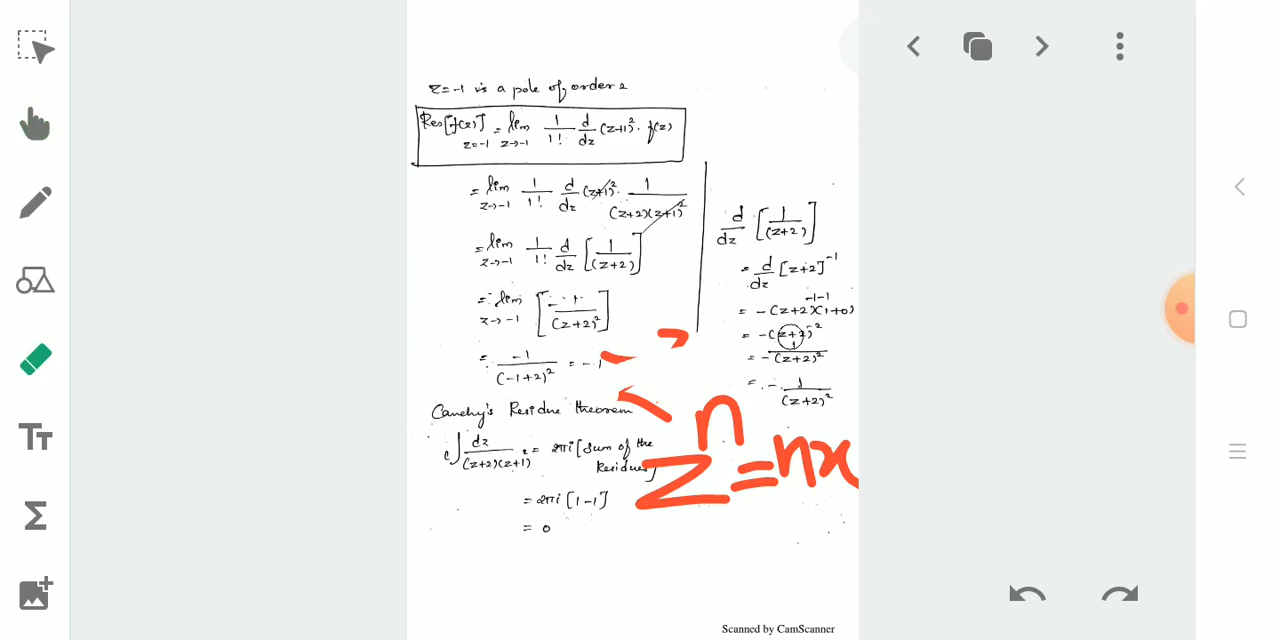 z=-1 is a pole of order 2
Res[f(z)] z=-1 = lim z→-1 1/1! d/dz (z+1)². f(z)
= lim z→-1 1/1! d/dz (z+1)². 1/(z+2)(z+1)²
= lim z→-1 1/1! d/dz [1/(z+2)]
= lim z→-1 [-1/(z+2)²]
= -1/(-1+2)² = -1
Cauchy's Residue theorem
c∫ dz/(z+2)(z+1)² = 2πi [Sum of the
Residues]
= 2πi [1-1]
= 0
d/dz [1/(z+2)]
= d/dz [z+2]⁻¹
= -(z+2)⁻¹⁻¹(1+0)
= -(z+2)⁻²
= -1/(z+2)²
= -1/(z+2)²
zⁿ = nx
Tт
Σ
Scanned by CamScanner